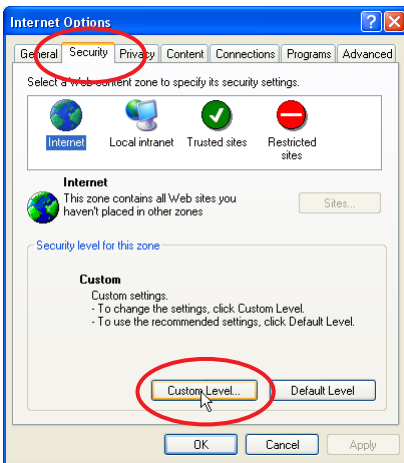 Internet Options
General Security Privacy Content Connections Programs Advanced
Select a Web content zone to specify its security settings.
Internet Local intranet Trusted sites Restricted sites
Internet
This zone contains all Web sites you
haven't placed in other zones
Sites...
Security level for this zone
Custom
Custom settings.
- To change the settings, click Custom Level.
- To use the recommended settings, click Default Level.
Custom Level... Default Level
OK Cancel Apply